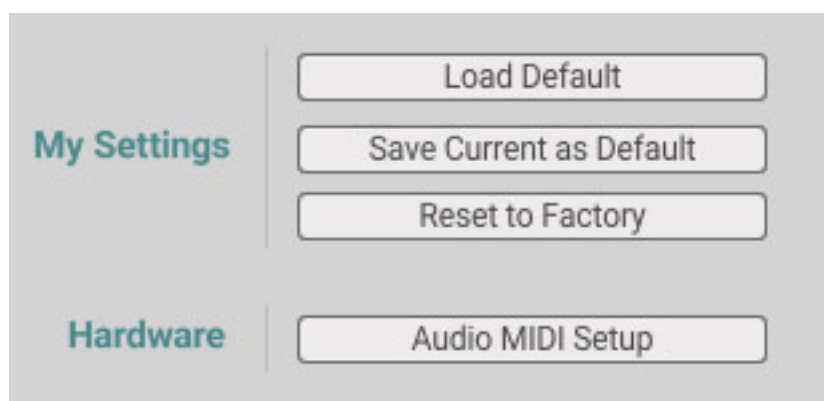 Load Default
My Settings
Save Current as Default
Reset to Factory
Hardware
Audio MIDI Setup